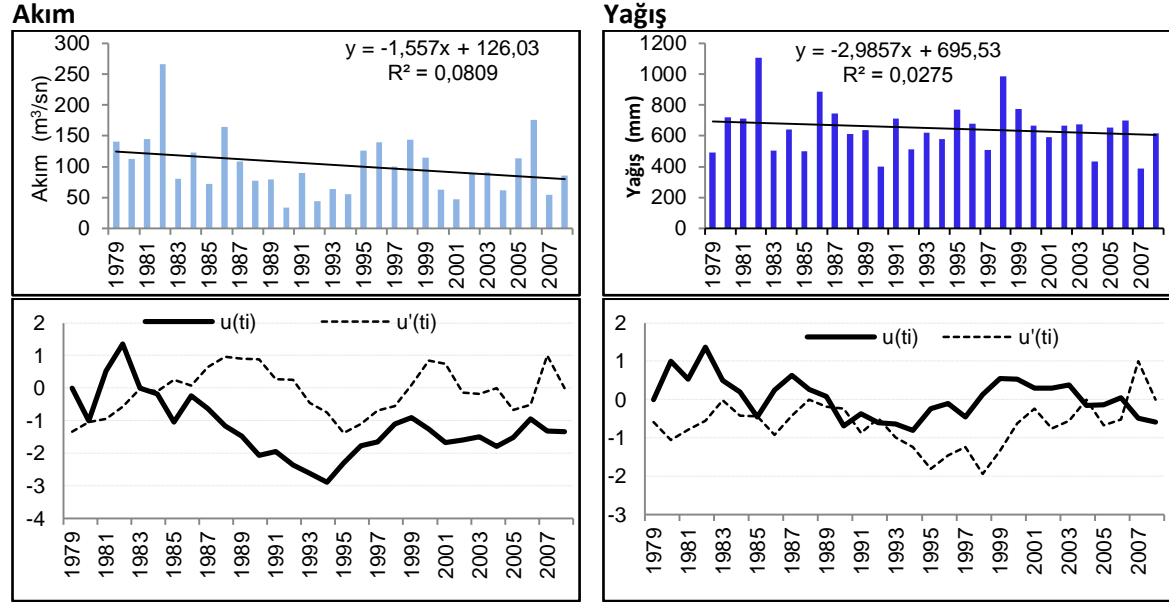 Akım
y = -1,557x + 126,03
R² = 0,0809
Akım (m³/sn)
300
250
200
150
100
50
0
1979 1981 1983 1985 1987 1989 1991 1993 1995 1997 1999 2001 2003 2005 2007
u(ti) u'(ti)
2
1
0
-1
-2
-3
-4
1979 1981 1983 1985 1987 1989 1991 1993 1995 1997 1999 2001 2003 2005 2007
Yağış
y = -2,9857x + 695,53
R² = 0,0275
Yağış (mm)
1200
1000
800
600
400
200
0
1979 1981 1983 1985 1987 1989 1991 1993 1995 1997 1999 2001 2003 2005 2007
u(ti) u'(ti)
2
1
0
-1
-2
-3
1979 1981 1983 1985 1987 1989 1991 1993 1995 1997 1999 2001 2003 2005 2007